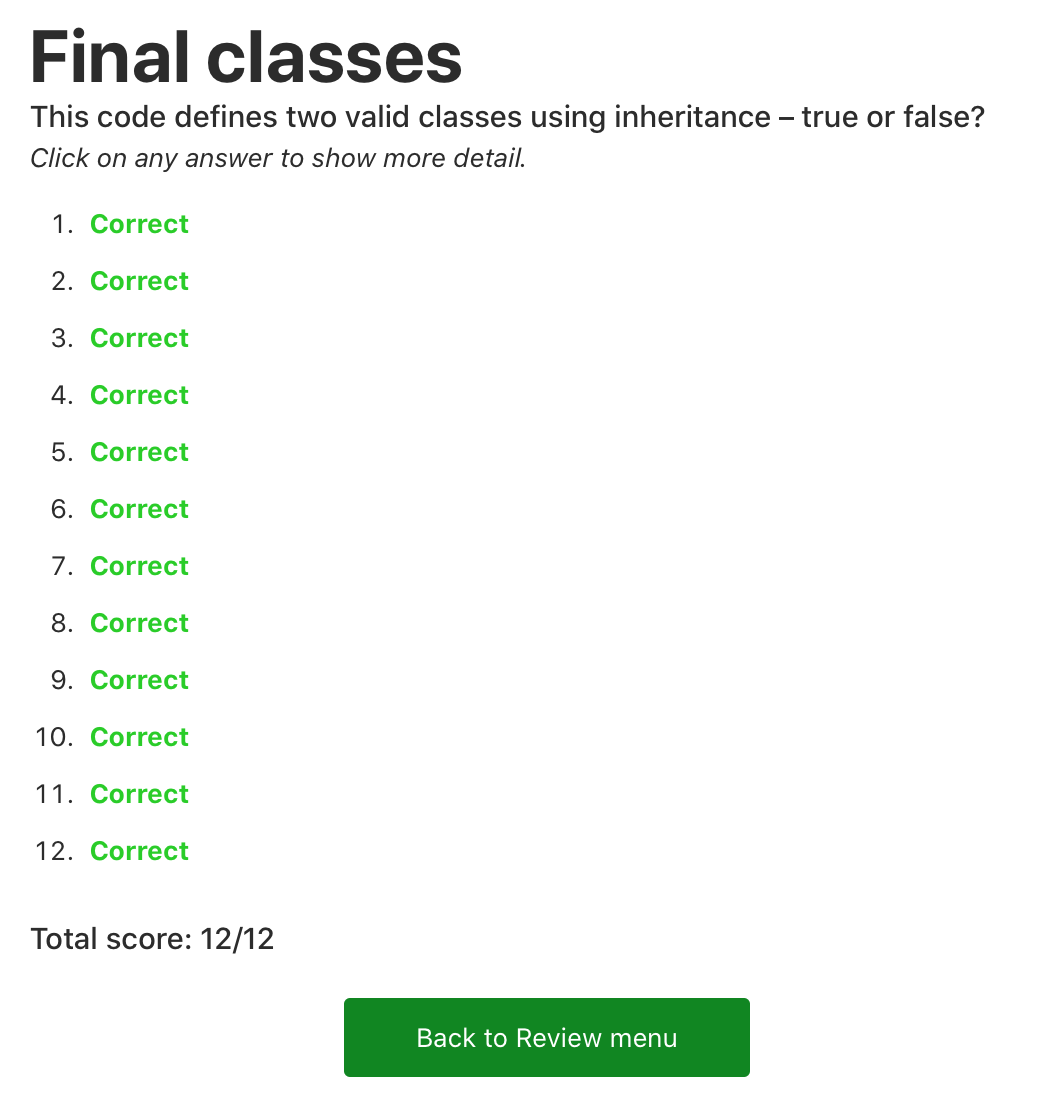 Final classes
This code defines two valid classes using inheritance – true or false?
Click on any answer to show more detail.
1. Correct
2. Correct
3. Correct
4. Correct
5. Correct
6. Correct
7. Correct
8. Correct
9. Correct
10. Correct
11. Correct
12. Correct
Total score: 12/12
Back to Review menu